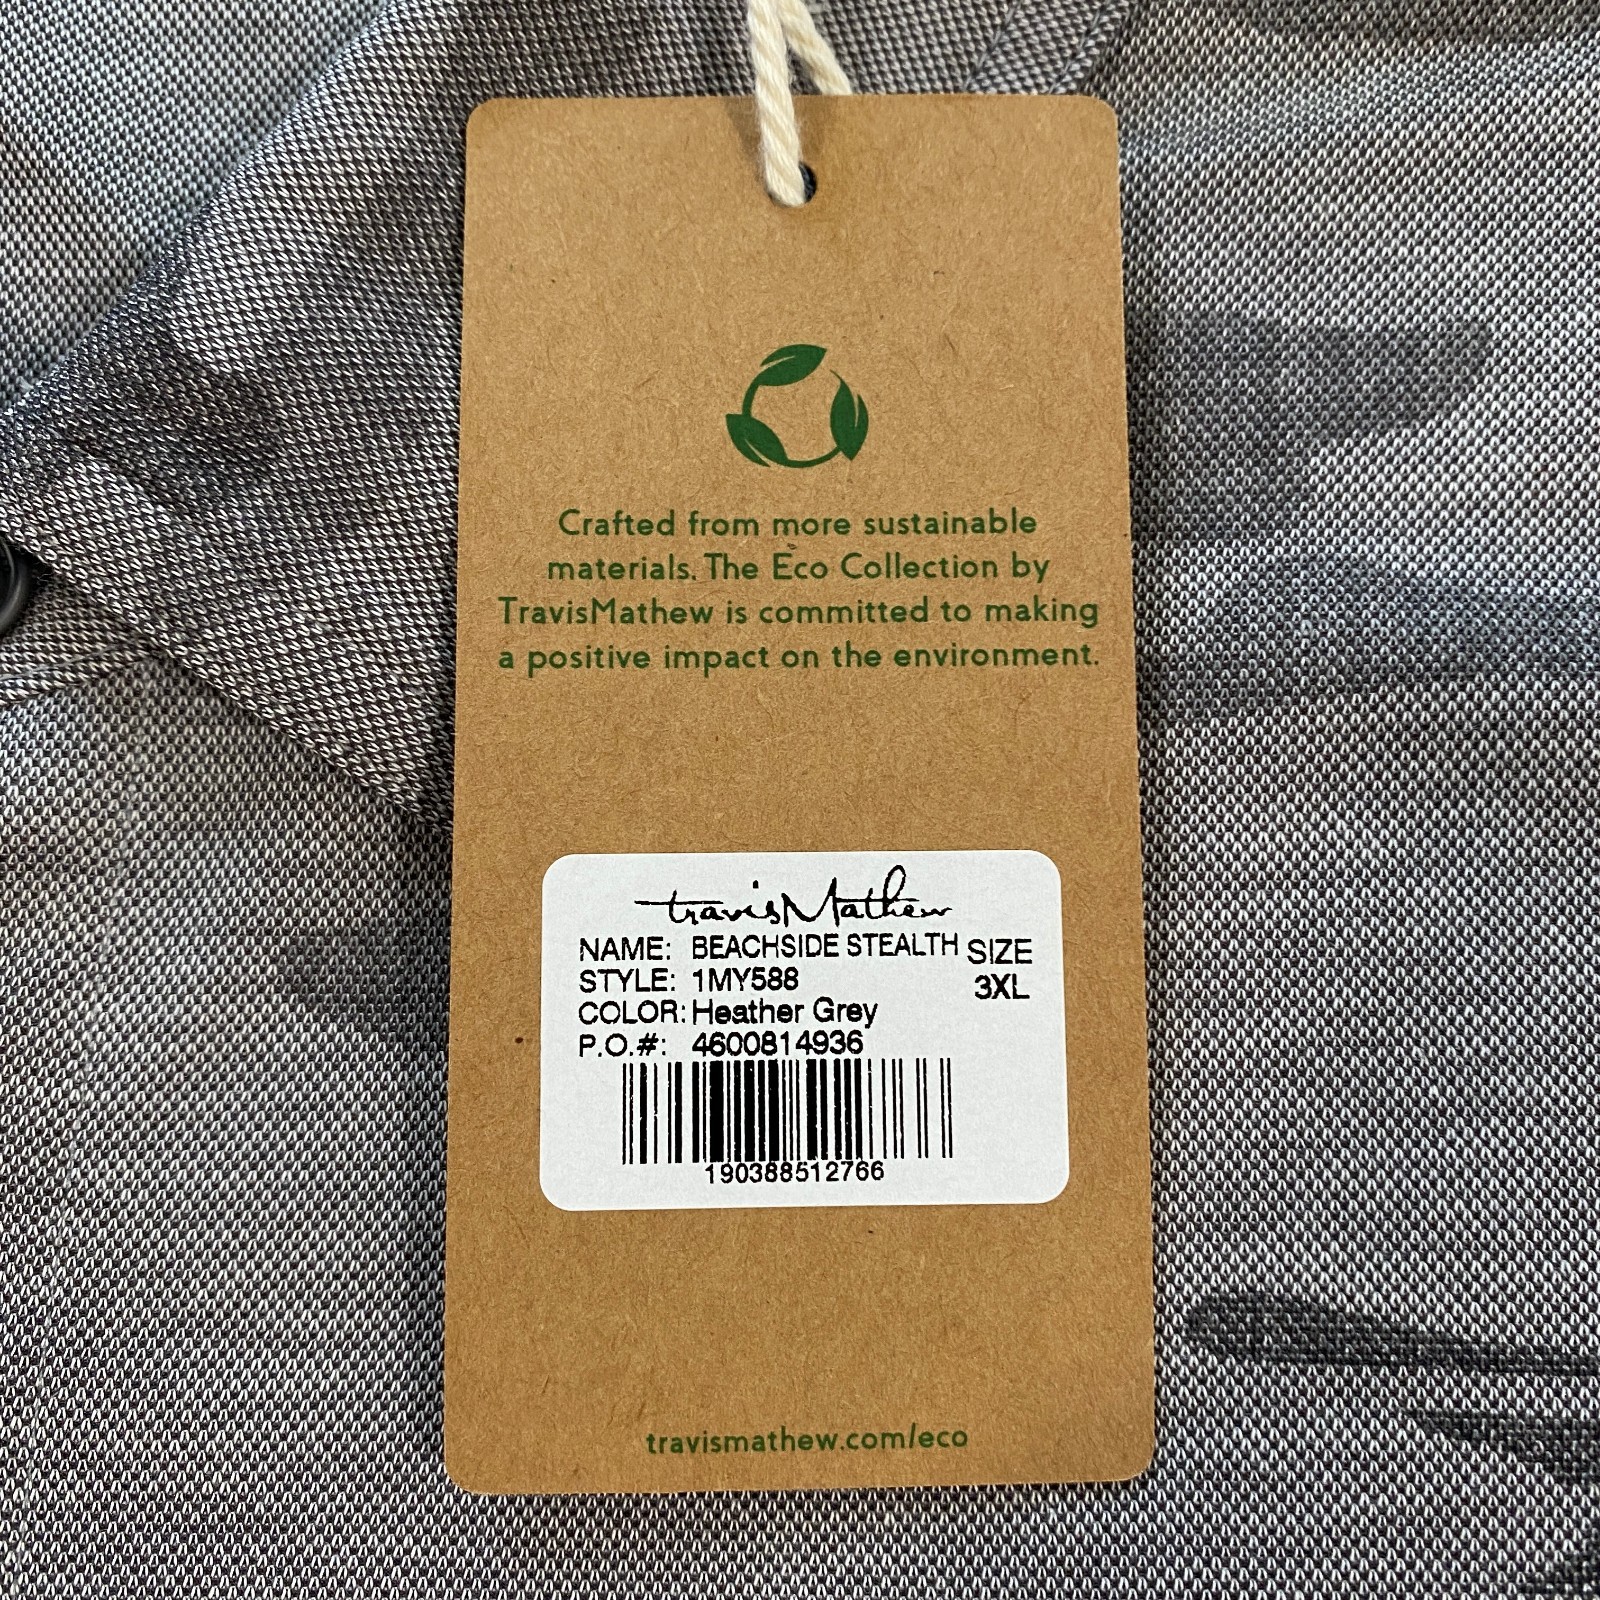 Crafted from more sustainable
materials. The Eco Collection by
TravisMathew is committed to making
a positive impact on the environment.
travisMathew
NAME: BEACHSIDE STEALTH
SIZE
3XL
STYLE: 1MY588
COLOR: Heather Grey
P.O.#: 4600814936
190388512766
travismathew.com/eco